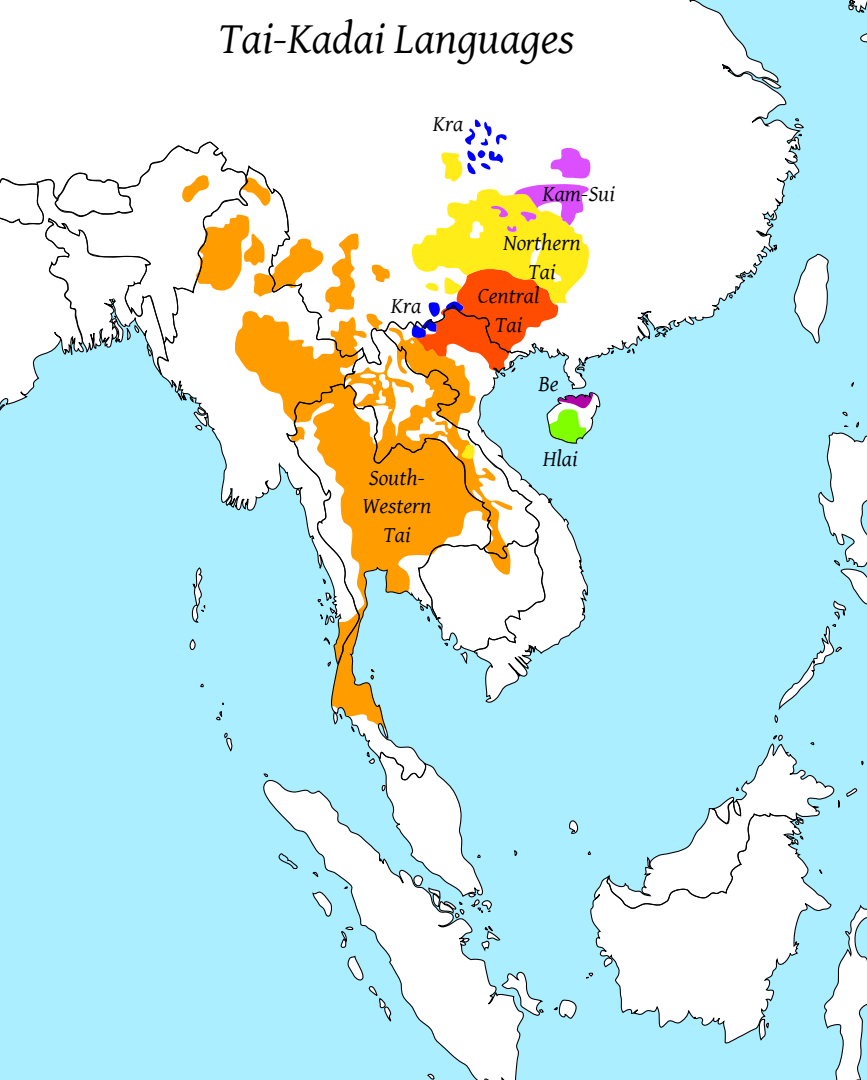 Tai-Kadai Languages
Kra
Kam-Sui
Northern
Tai
Central
Tai
Kra
Be
Hlai
South-
Western
Tai